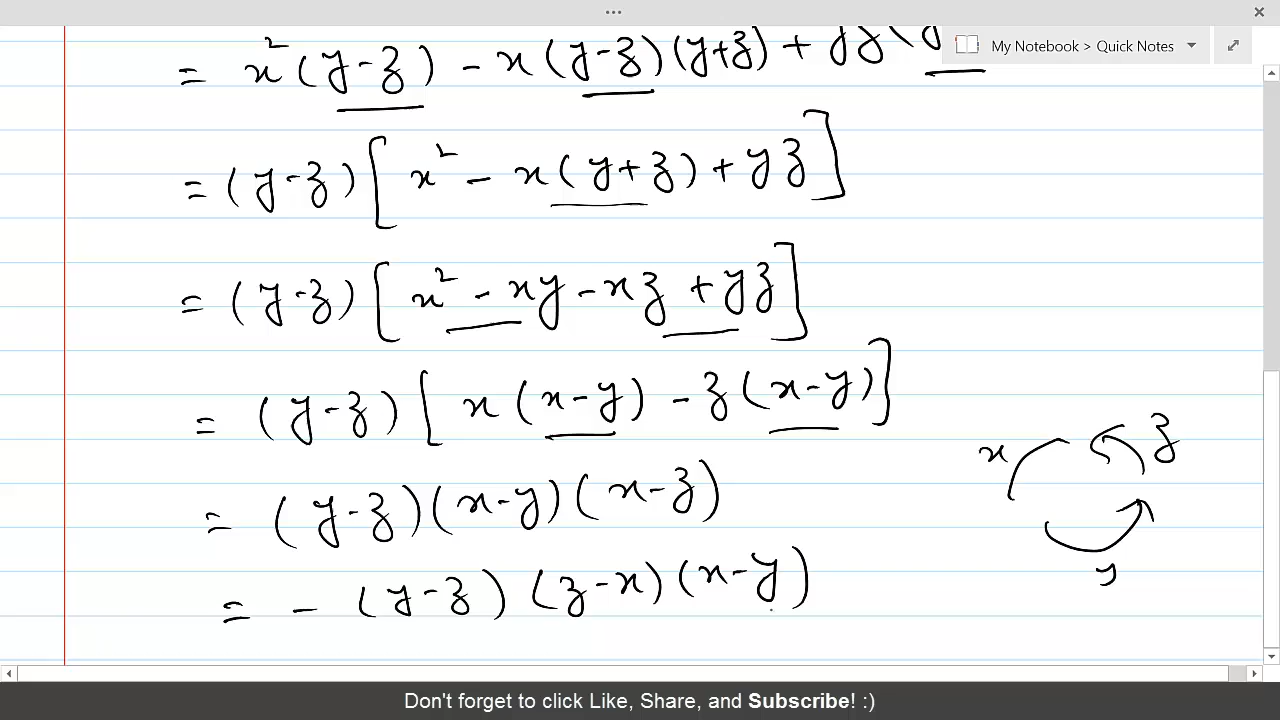 ...
×
My Notebook > Quick Notes
= x²(y-z) - x(y-z)(y+z) + yz(y
= (y-z)[x² - x(y+z) + yz]
= (y-z)[x² - xy - xz + yz]
= (y-z)[x(x-y) - z(x-y)]
= (y-z)(x-y)(x-z)
= - (y-z)(z-x)(x-y)
x z
y
Don't forget to click Like, Share, and Subscribe! :)